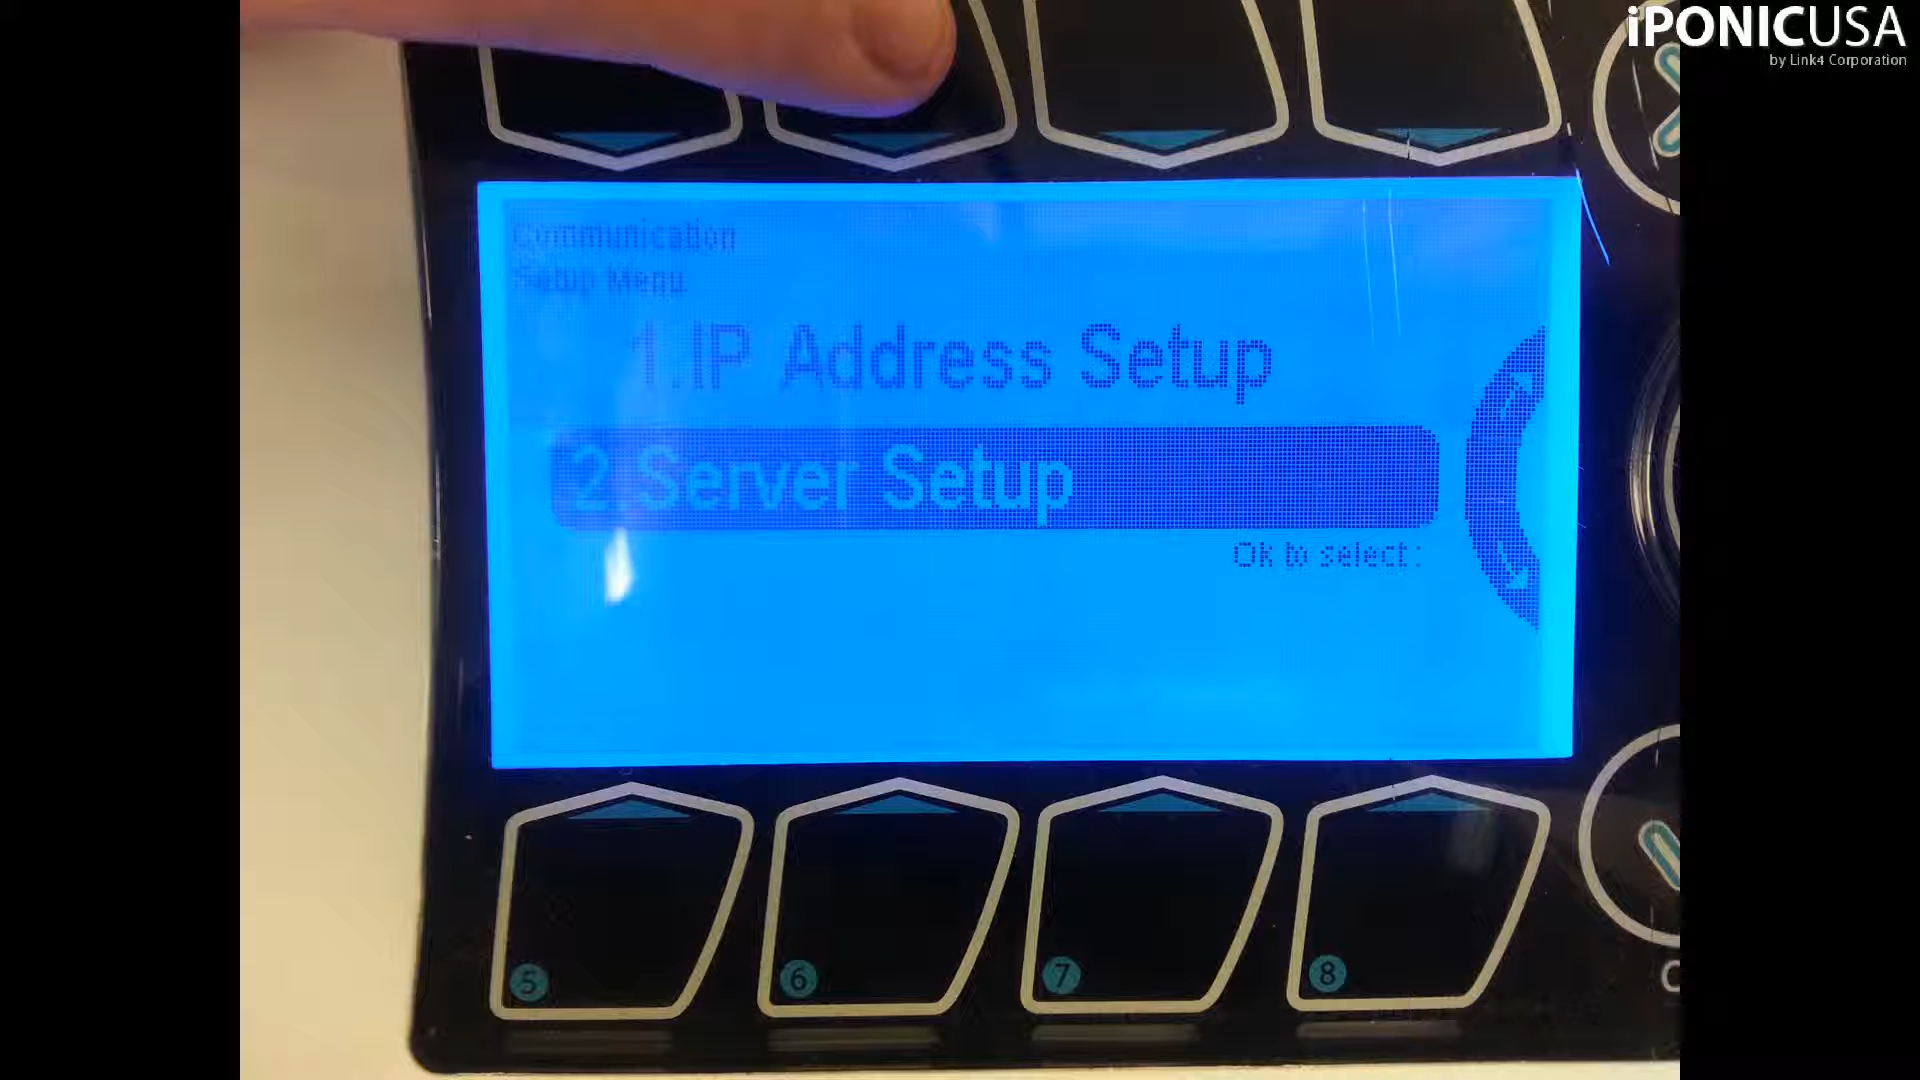 iPONICUSA
by Link4 Corporation
Communication
Setup Menu
1.IP Address Setup
2 Server Setup
Ok to select:
5
6
7
8